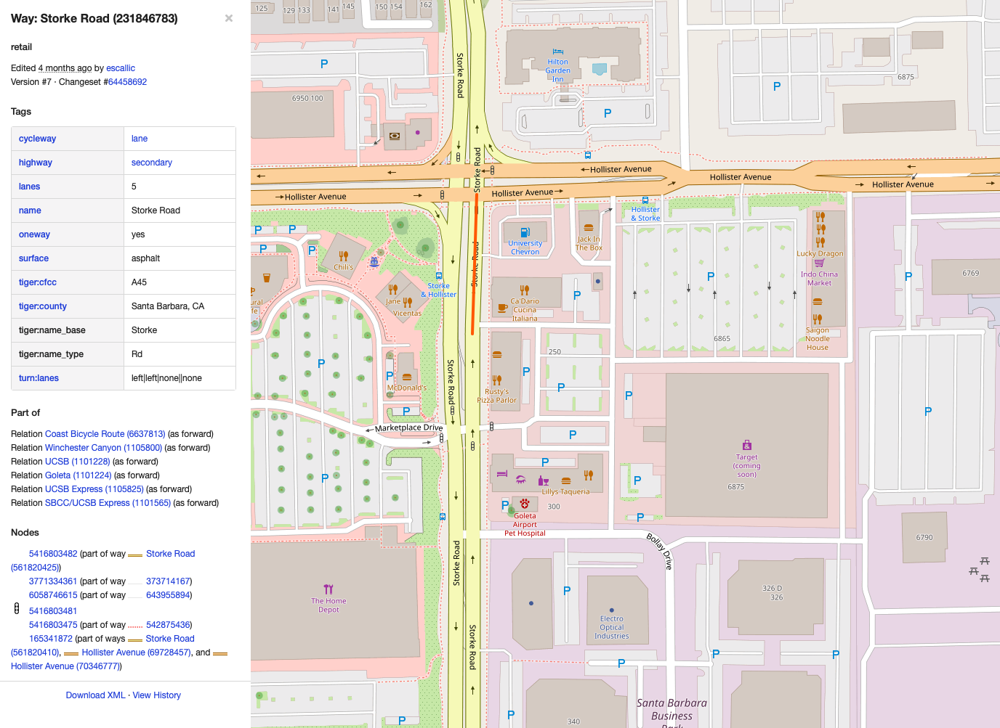 Way: Storke Road (231846783)
×
retail
Edited 4 months ago by escallic
Version #7 · Changeset #64458692
Tags
cycleway lane
highway secondary
lanes 5
name Storke Road
oneway yes
surface asphalt
tiger:cfcc A45
tiger:county Santa Barbara, CA
tiger:name_base Storke
tiger:name_type Rd
turn:lanes left|left|none||none
Part of
Relation Coast Bicycle Route (6637813) (as forward)
Relation Winchester Canyon (1105800) (as forward)
Relation UCSB (1101228) (as forward)
Relation Goleta (1101224) (as forward)
Relation UCSB Express (1105825) (as forward)
Relation SBCC/UCSB Express (1101565) (as forward)
Nodes
5416803482 (part of way Storke Road
(561820425))
3771334361 (part of way 373714167)
6058746615 (part of way 643955894)
5416803481
5416803475 (part of way 542875436)
165341872 (part of ways Storke Road
(561820410), Hollister Avenue (69728457), and
Hollister Avenue (70346777))
Download XML · View History
125
129 133
141
145
150 154
162
P
Storke Road
Hilton
Garden
Inn
6875
P
6950 100
P
Storke Road
Hollister Avenue
Hollister Avenue
Hollister Avenue
Hollister Avenue
Hollister Avenue
Hollister
& Storke
P
P
P
P
University
Chevron
Jack In
The Box
Storke Road
Chili's
Lucky Dragon
Indo China
Market
6769
P
P
Storke
& Hollister
Jane
Vicentas
ural
fe
Ca'Dario
Cucina
Italiana
P
Saigon
Noodle
House
6865
250
P
P
McDonald's
Storke Road
Rusty's
Pizza Parlor
P
P
P
P
P
Marketplace Drive
P
Target
(coming
soon)
6875
P
P
P
Lillys Taqueria
P
300
Goleta
Airport
Pet Hospital
P
Bollay Drive
6790
Storke Road
The Home
Depot
P
326 D
326
Electro
Optical
Industries
Storke Road
P
P
P
Santa Barbara
Business
Park
P
P
340